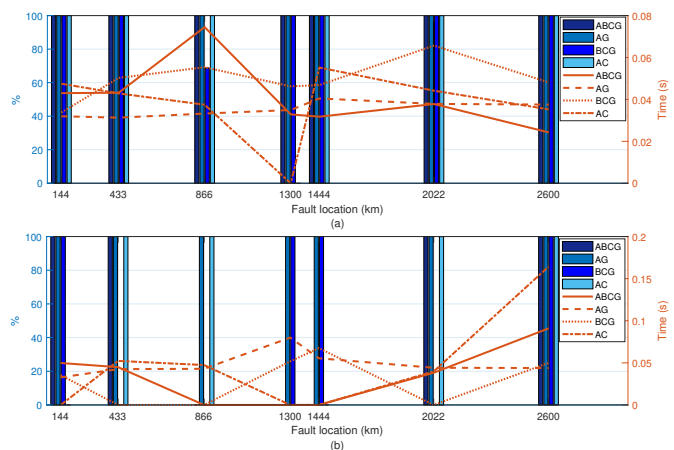 100
80
60
40
20
0
%
0.08
0.06
0.04
0.02
0
Time (s)
ABCG
AG
BCG
AC
ABCG
AG
BCG
AC
144 433 866 1300 1444 2022 2600
Fault location (km)
(a)
100
80
60
40
20
0
%
0.2
0.15
0.1
0.05
0
Time (s)
ABCG
AG
BCG
AC
ABCG
AG
BCG
AC
144 433 866 1300 1444 2022 2600
Fault location (km)
(b)